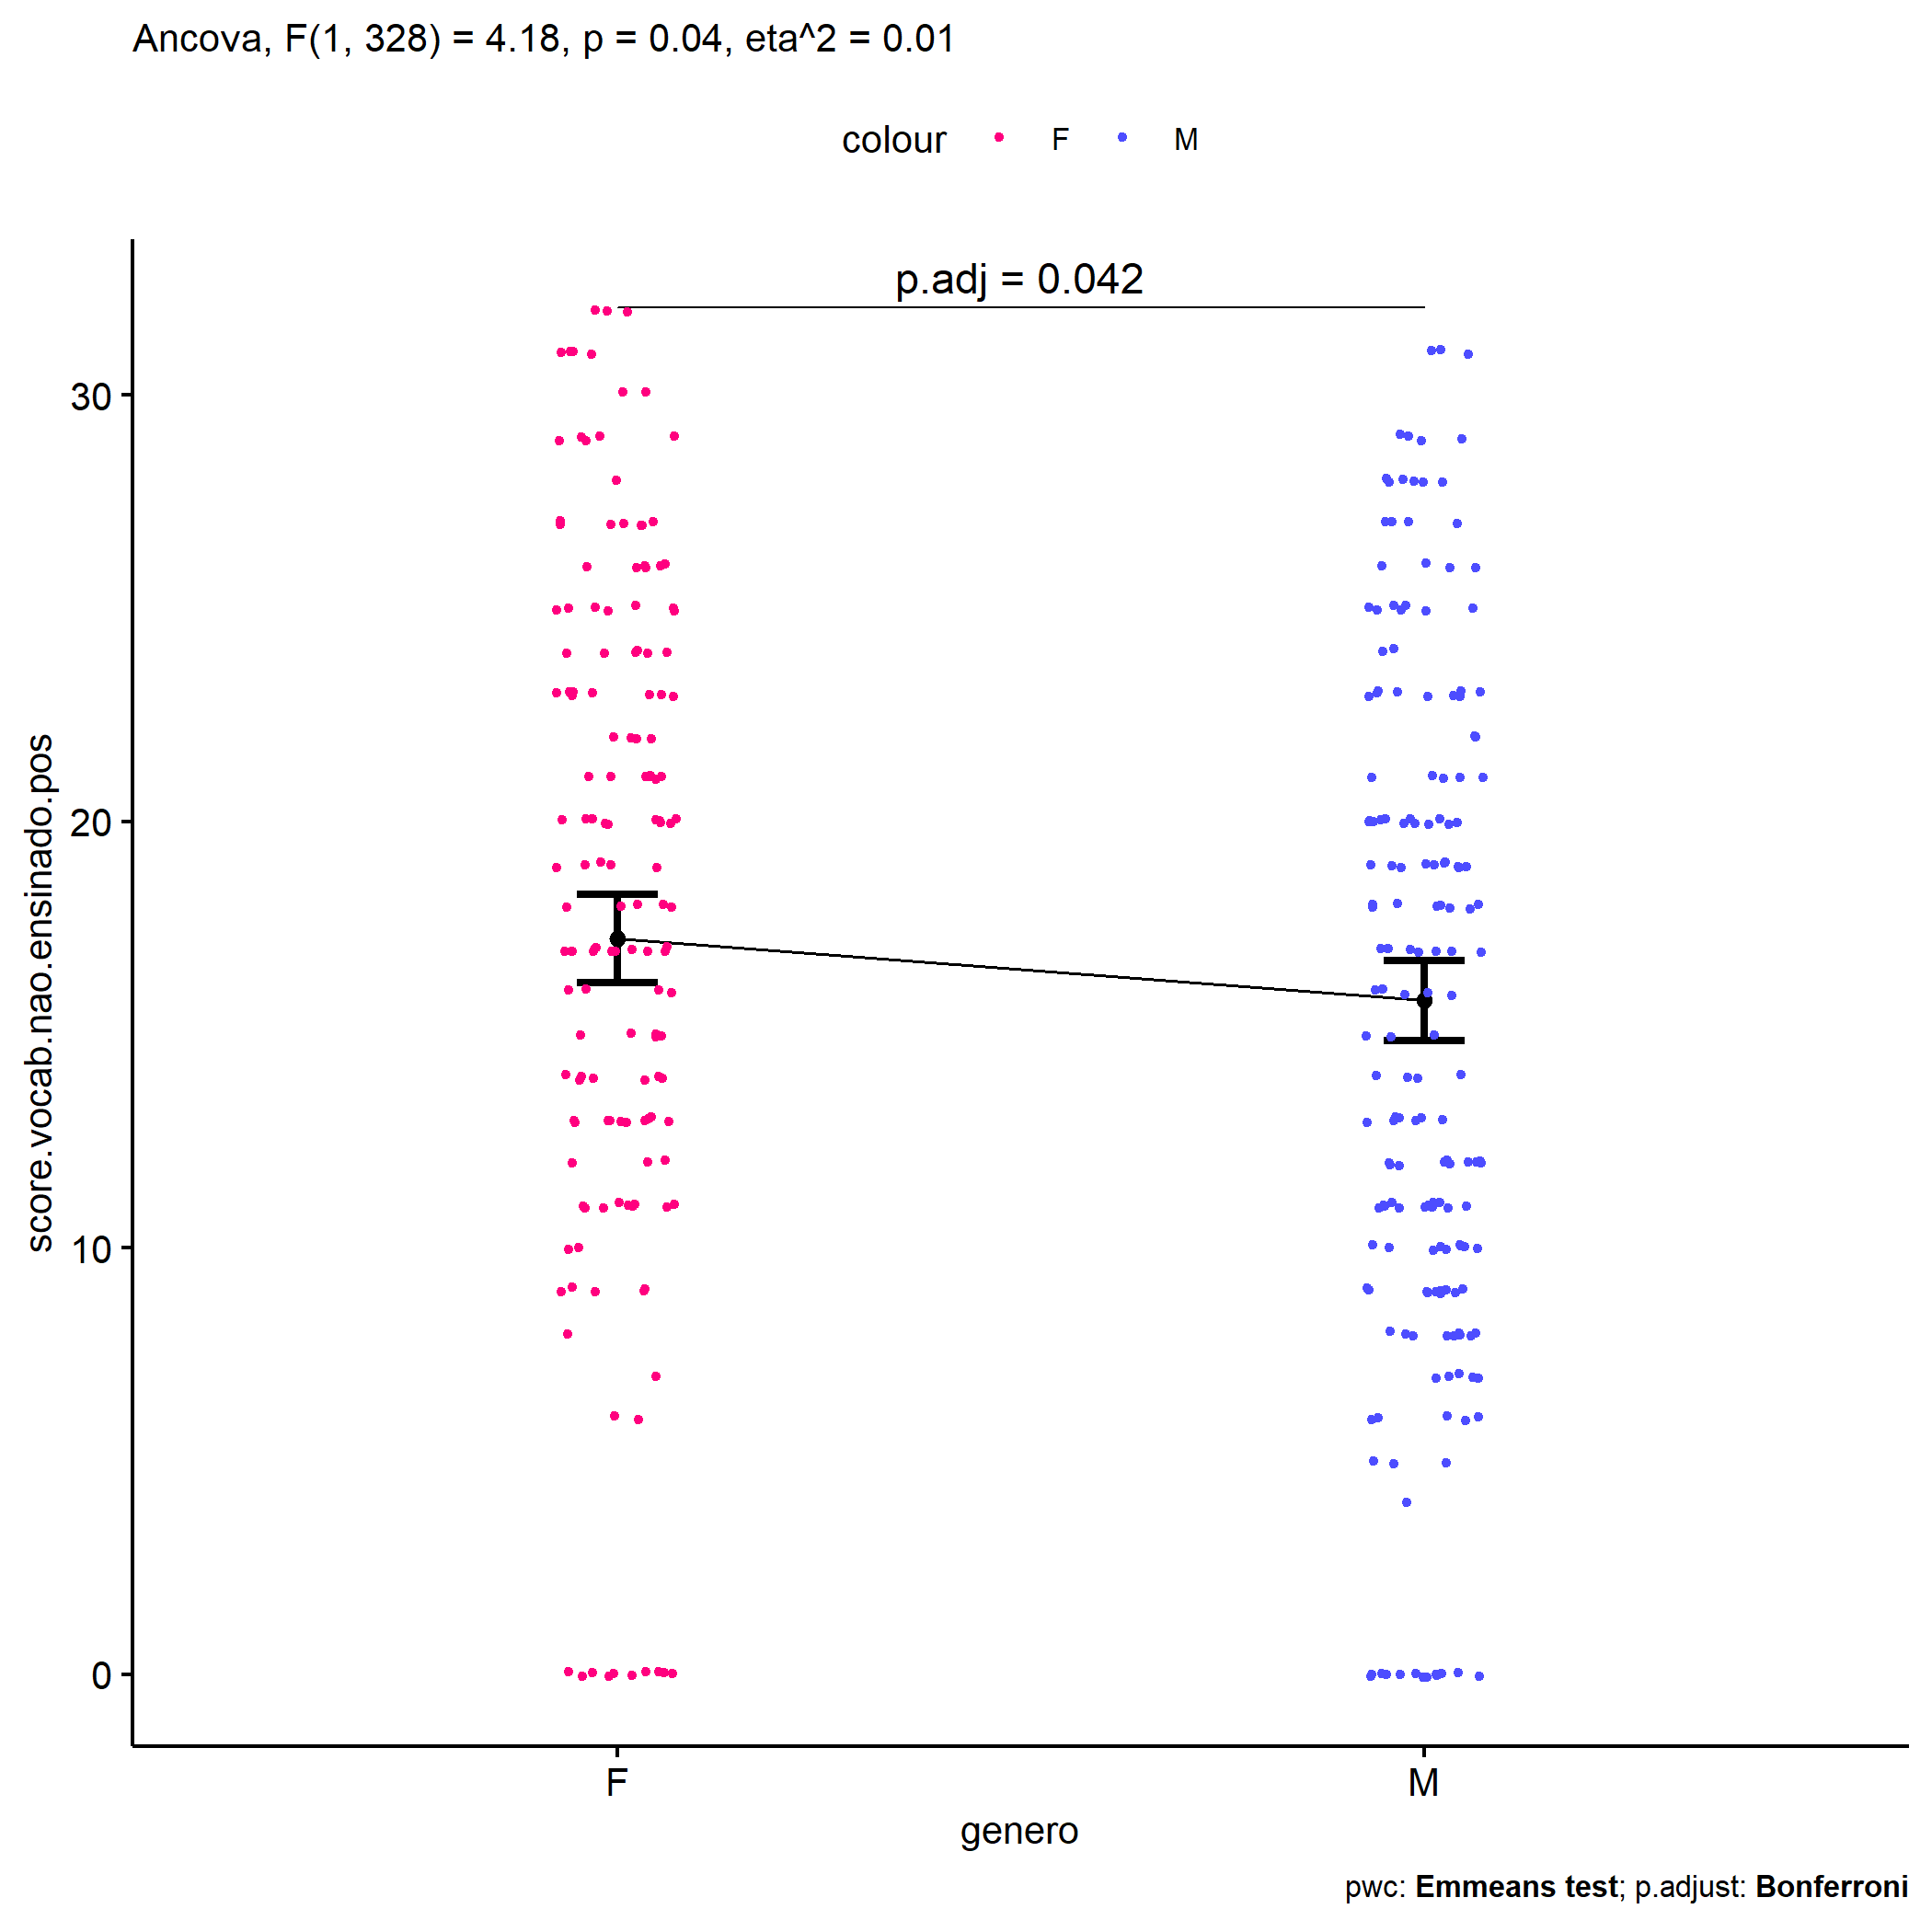 Ancova, F(1, 328) = 4.18, p = 0.04, eta^2 = 0.01
colour F M
p.adj = 0.042
30
20
10
0
score.vocab.nao.ensinado.pos
F M
genero
pwc: Emmeans test; p.adjust: Bonferroni